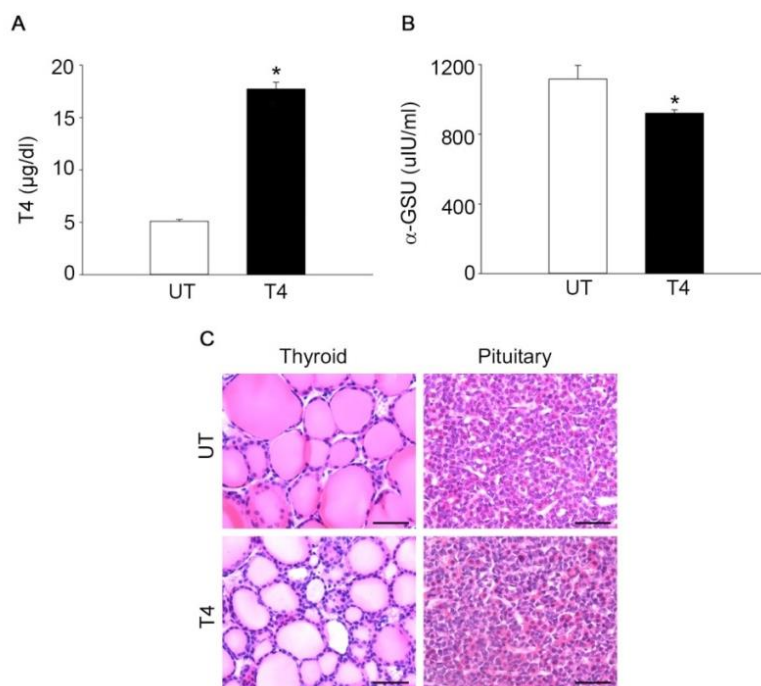 A
T4 (µg/dl)
20
15
10
5
0
*
UT
T4
B
α-GSU (uIU/ml)
1200
800
400
0
*
UT
T4
C
Thyroid
Pituitary
UT
T4